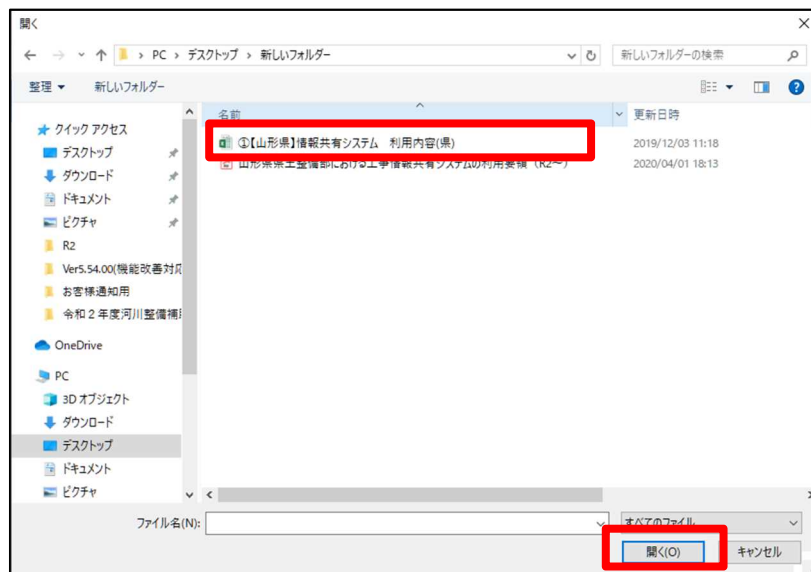 開く
PC > デスクトップ > 新しいフォルダー
新しいフォルダーの検索
整理
新しいフォルダー
名前
更新日時
①【山形県】情報共有システム 利用内容(県)
2019/12/03 11:18
山形県県土整備部における工事情報共有システムの利用要領（R2～）
2020/04/01 18:13
クイック アクセス
デスクトップ
ダウンロード
ドキュメント
ピクチャ
R2
Ver5.54.00(機能改善対応
お客様通知用
令和２年度河川整備補
OneDrive
PC
3D オブジェクト
ダウンロード
デスクトップ
ドキュメント
ピクチャ
ファイル名(N):
すべてのファイル
開く(O)
キャンセル